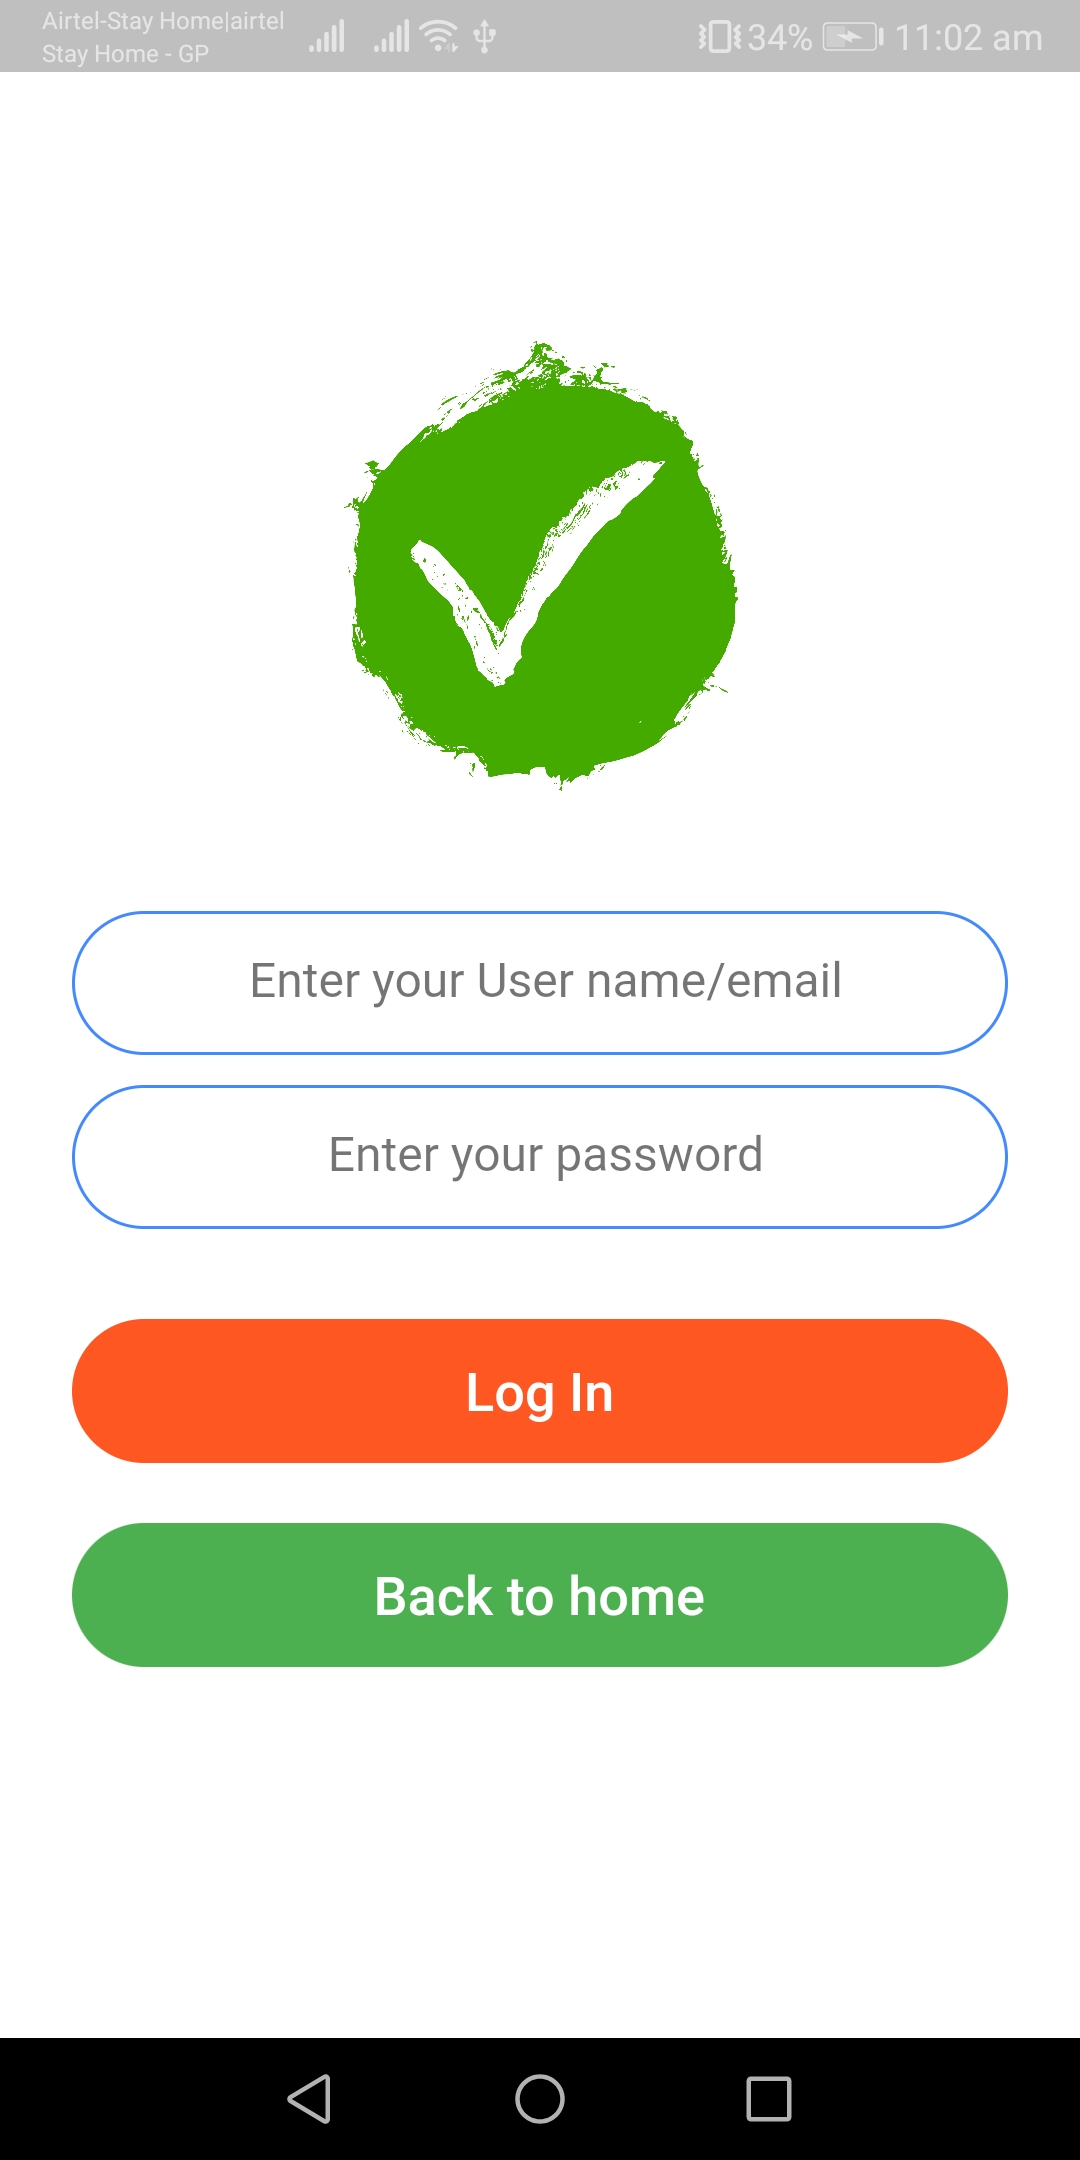 Airtel-Stay Home|airtel
Stay Home - GP
34%
11:02 am
Enter your User name/email
Enter your password
Log In
Back to home